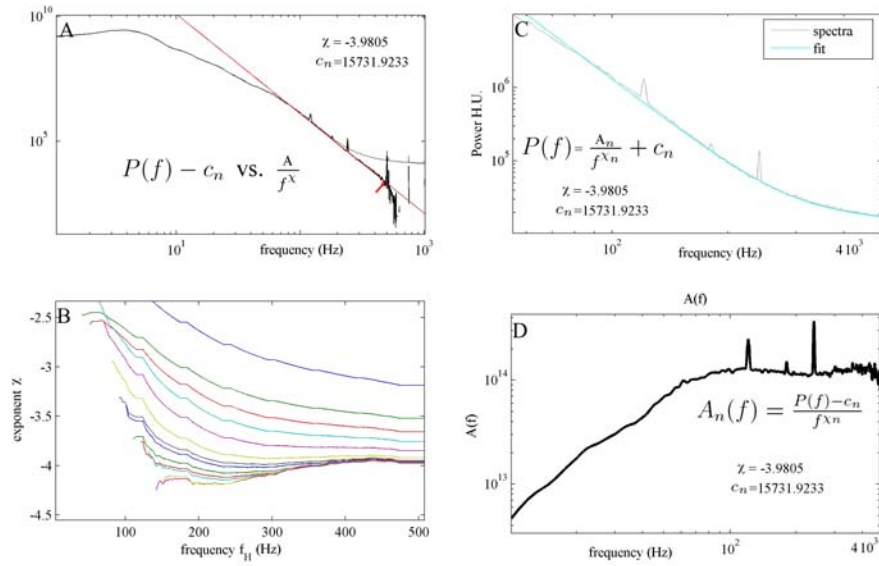 A
10^10
χ = -3.9805
c_n=15731.9233
10^5
P(f) − c_n vs. A/f^χ
10^1
frequency (Hz)
10^3
C
spectra
fit
Power H.U.
10^6
P(f) = A_n/f^χ_n + c_n
10^5
χ = -3.9805
c_n=15731.9233
10^2
frequency (Hz)
4 10^3
B
-2.5
-3
exponent χ
-3.5
-4
-4.5
100
200
300
400
500
frequency f_H (Hz)
A(f)
D
10^14
A(f)
A_n(f) = P(f)−c_n/f^χ_n
10^13
χ = -3.9805
c_n=15731.9233
10^2
frequency (Hz)
4 10^3